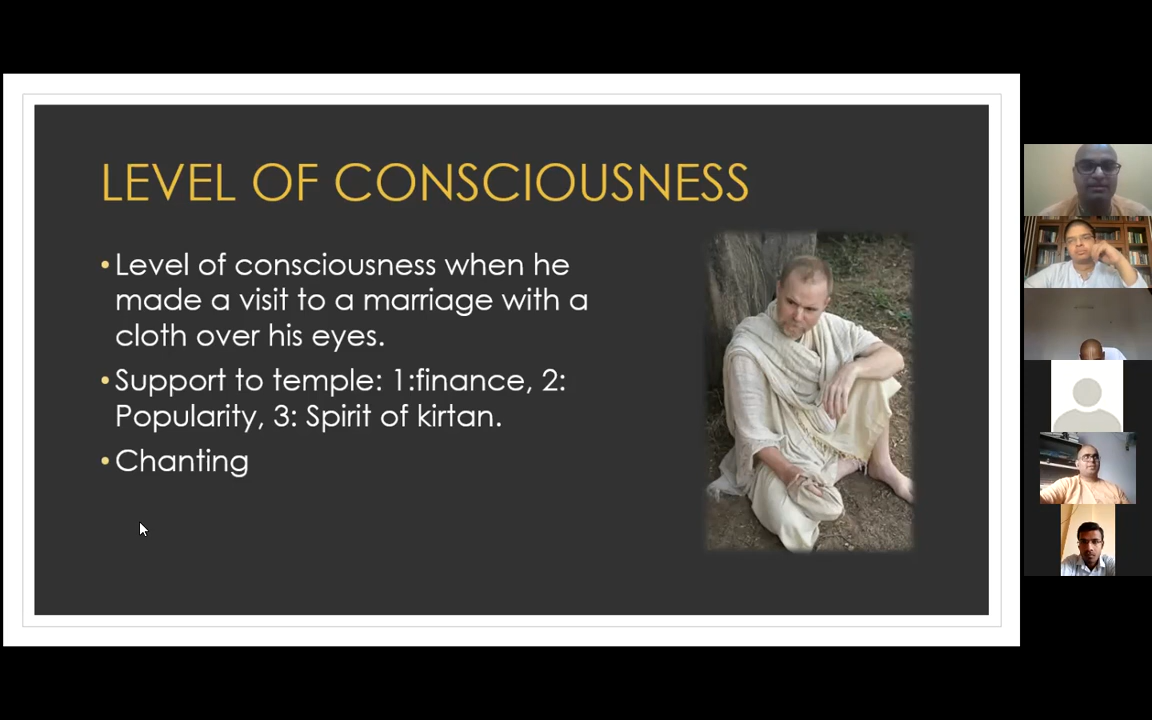 LEVEL OF CONSCIOUSNESS
•Level of consciousness when he
made a visit to a marriage with a
cloth over his eyes.
•Support to temple: 1:finance, 2:
Popularity, 3: Spirit of kirtan.
•Chanting